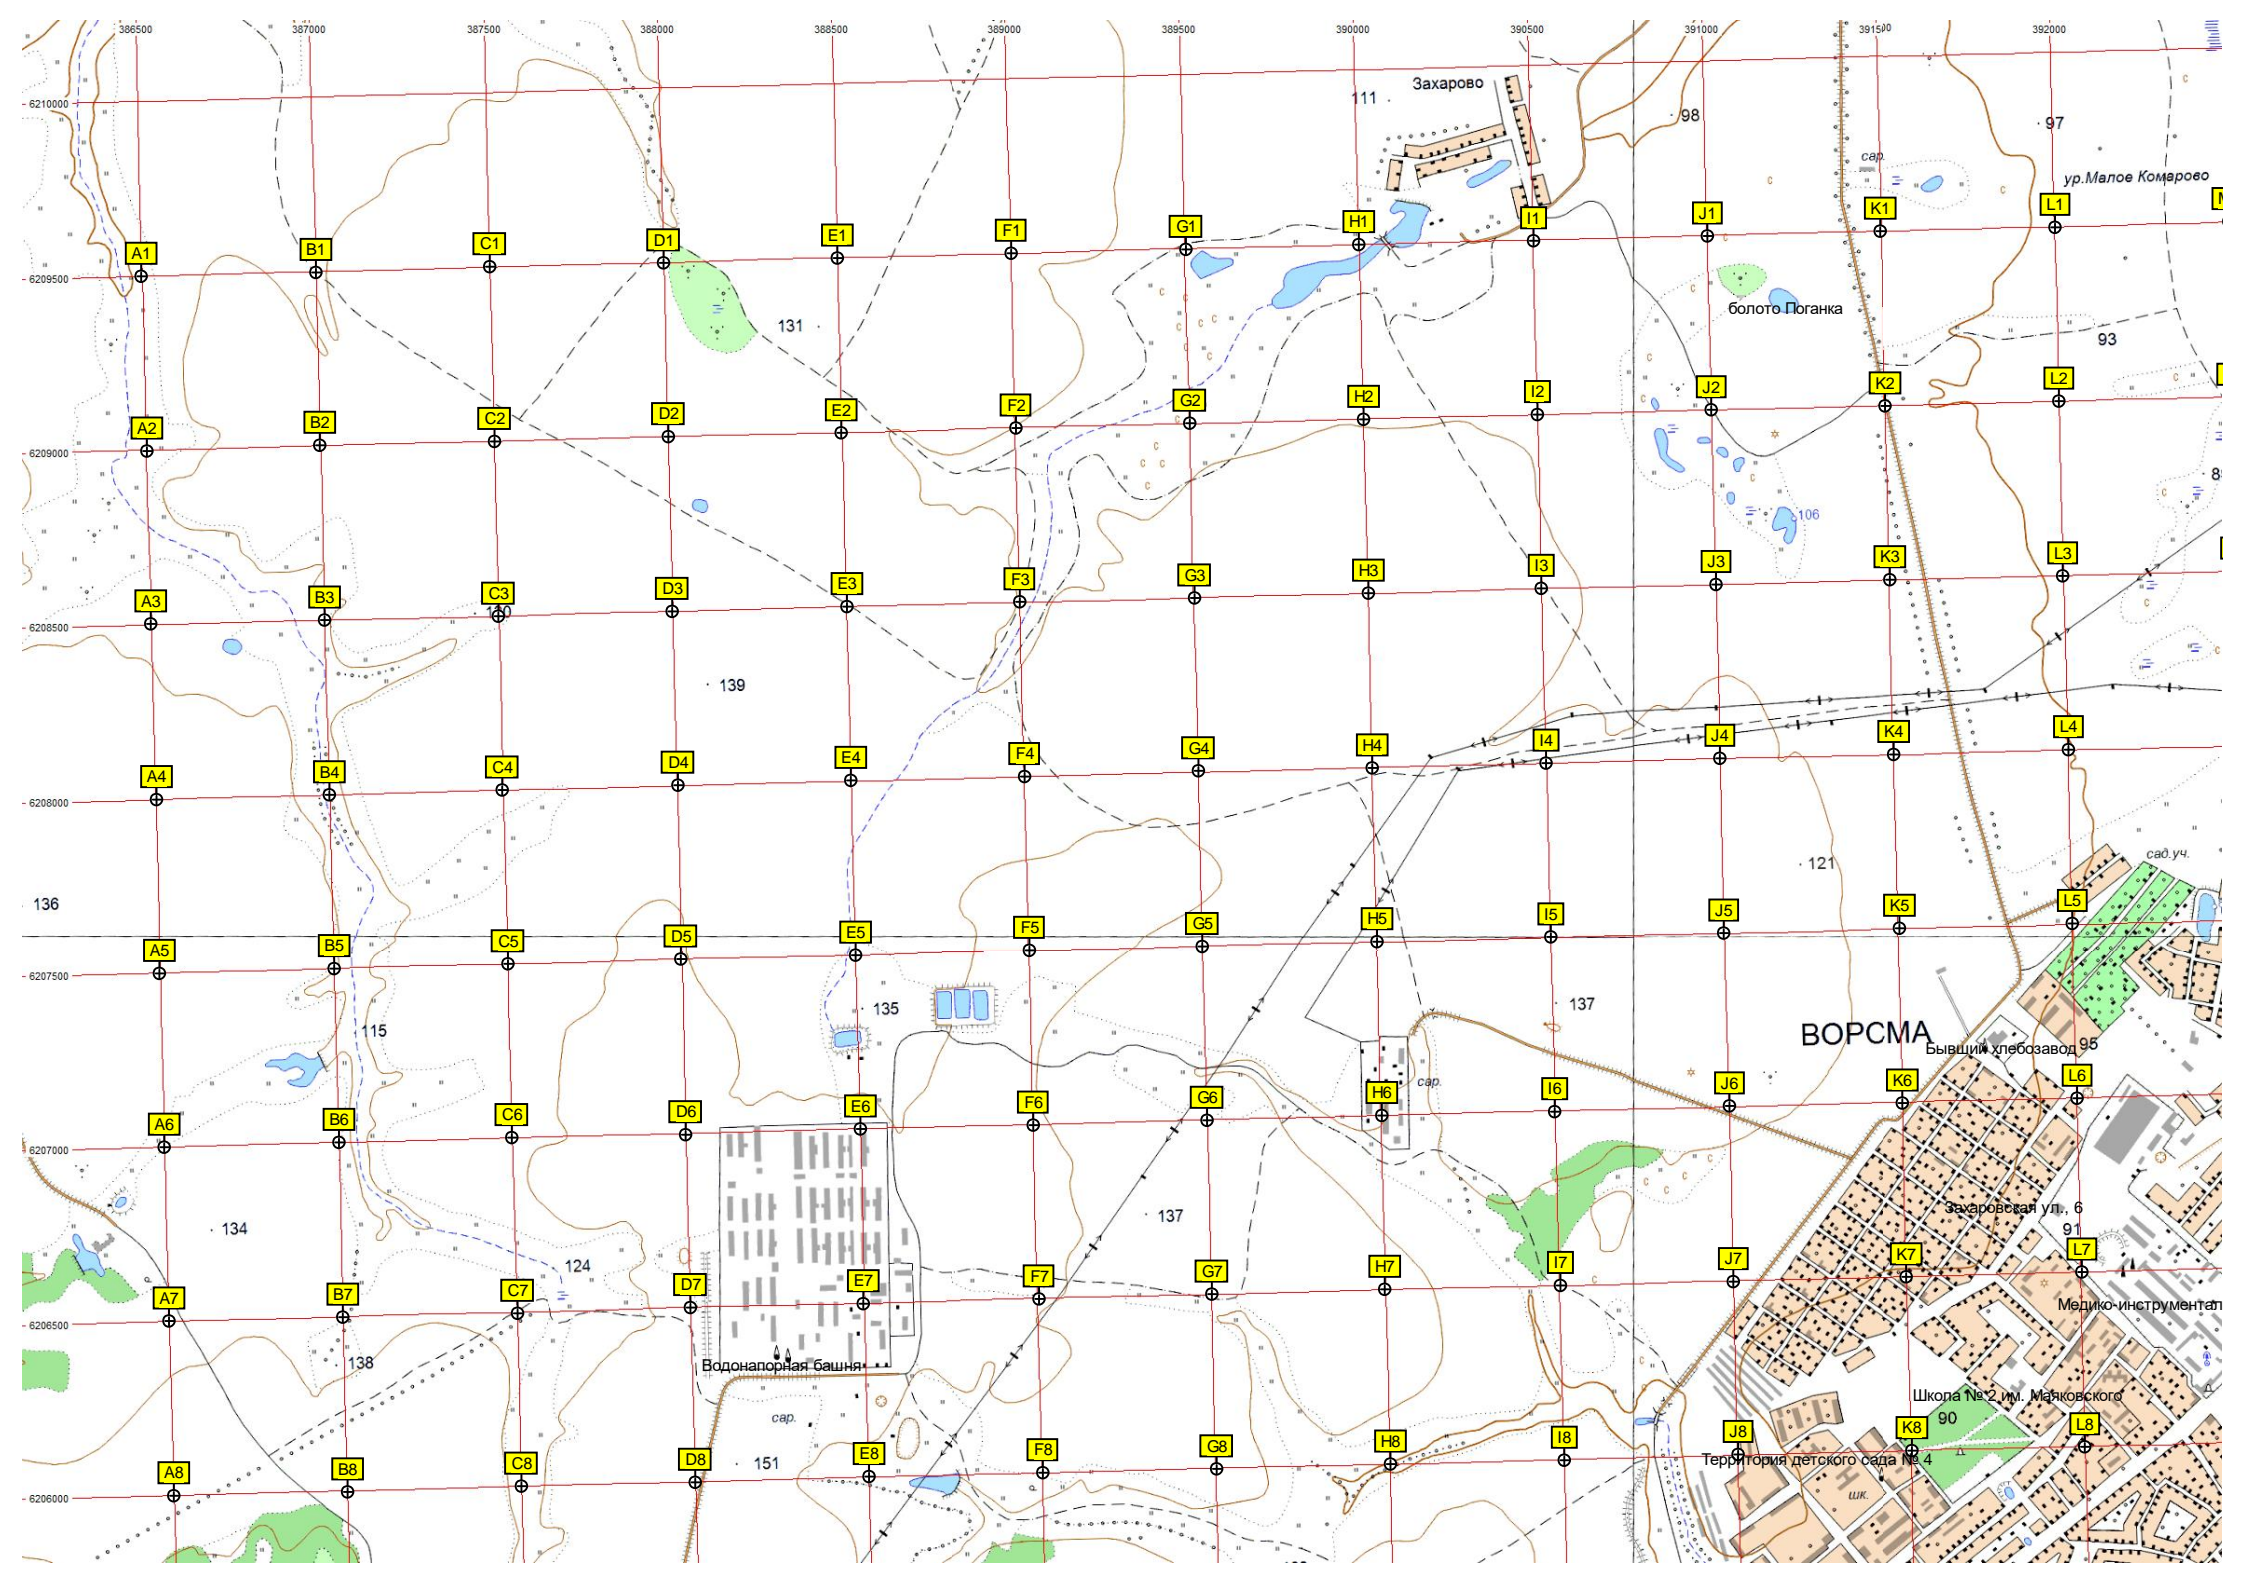 386500 387000 387500 388000 388500 389000 389500 390000 390500 391000 391500 392000
Захарово
6210000
111
98
97
сар.
ур.Малое Комарово
A1 B1 C1 D1 E1 F1 G1 H1 I1 J1 K1 L1
6209500
болото Поганка
131
93
A2 B2 C2 D2 E2 F2 G2 H2 I2 J2 K2 L2
6209000
106
A3 B3 C3 D3 E3 F3 G3 H3 I3 J3 K3 L3
6208500
139
A4 B4 C4 D4 E4 F4 G4 H4 I4 J4 K4 L4
6208000
121
сад.уч.
136
A5 B5 C5 D5 E5 F5 G5 H5 I5 J5 K5 L5
6207500
135
137
115
ВОРСМА
Бывший хлебозавод
95
сар.
A6 B6 C6 D6 E6 F6 G6 H6 I6 J6 K6 L6
6207000
Захаровская ул., 6
134
137
91
124
A7 B7 C7 D7 E7 F7 G7 H7 I7 J7 K7 L7
Медико-инструментал
6206500
138
Водонапорная башня
Школа № 2 им. Маяковского
сар.
90
A8 B8 C8 D8 E8 F8 G8 H8 I8 J8 K8 L8
151
Территория детского сада № 4
шк.
6206000